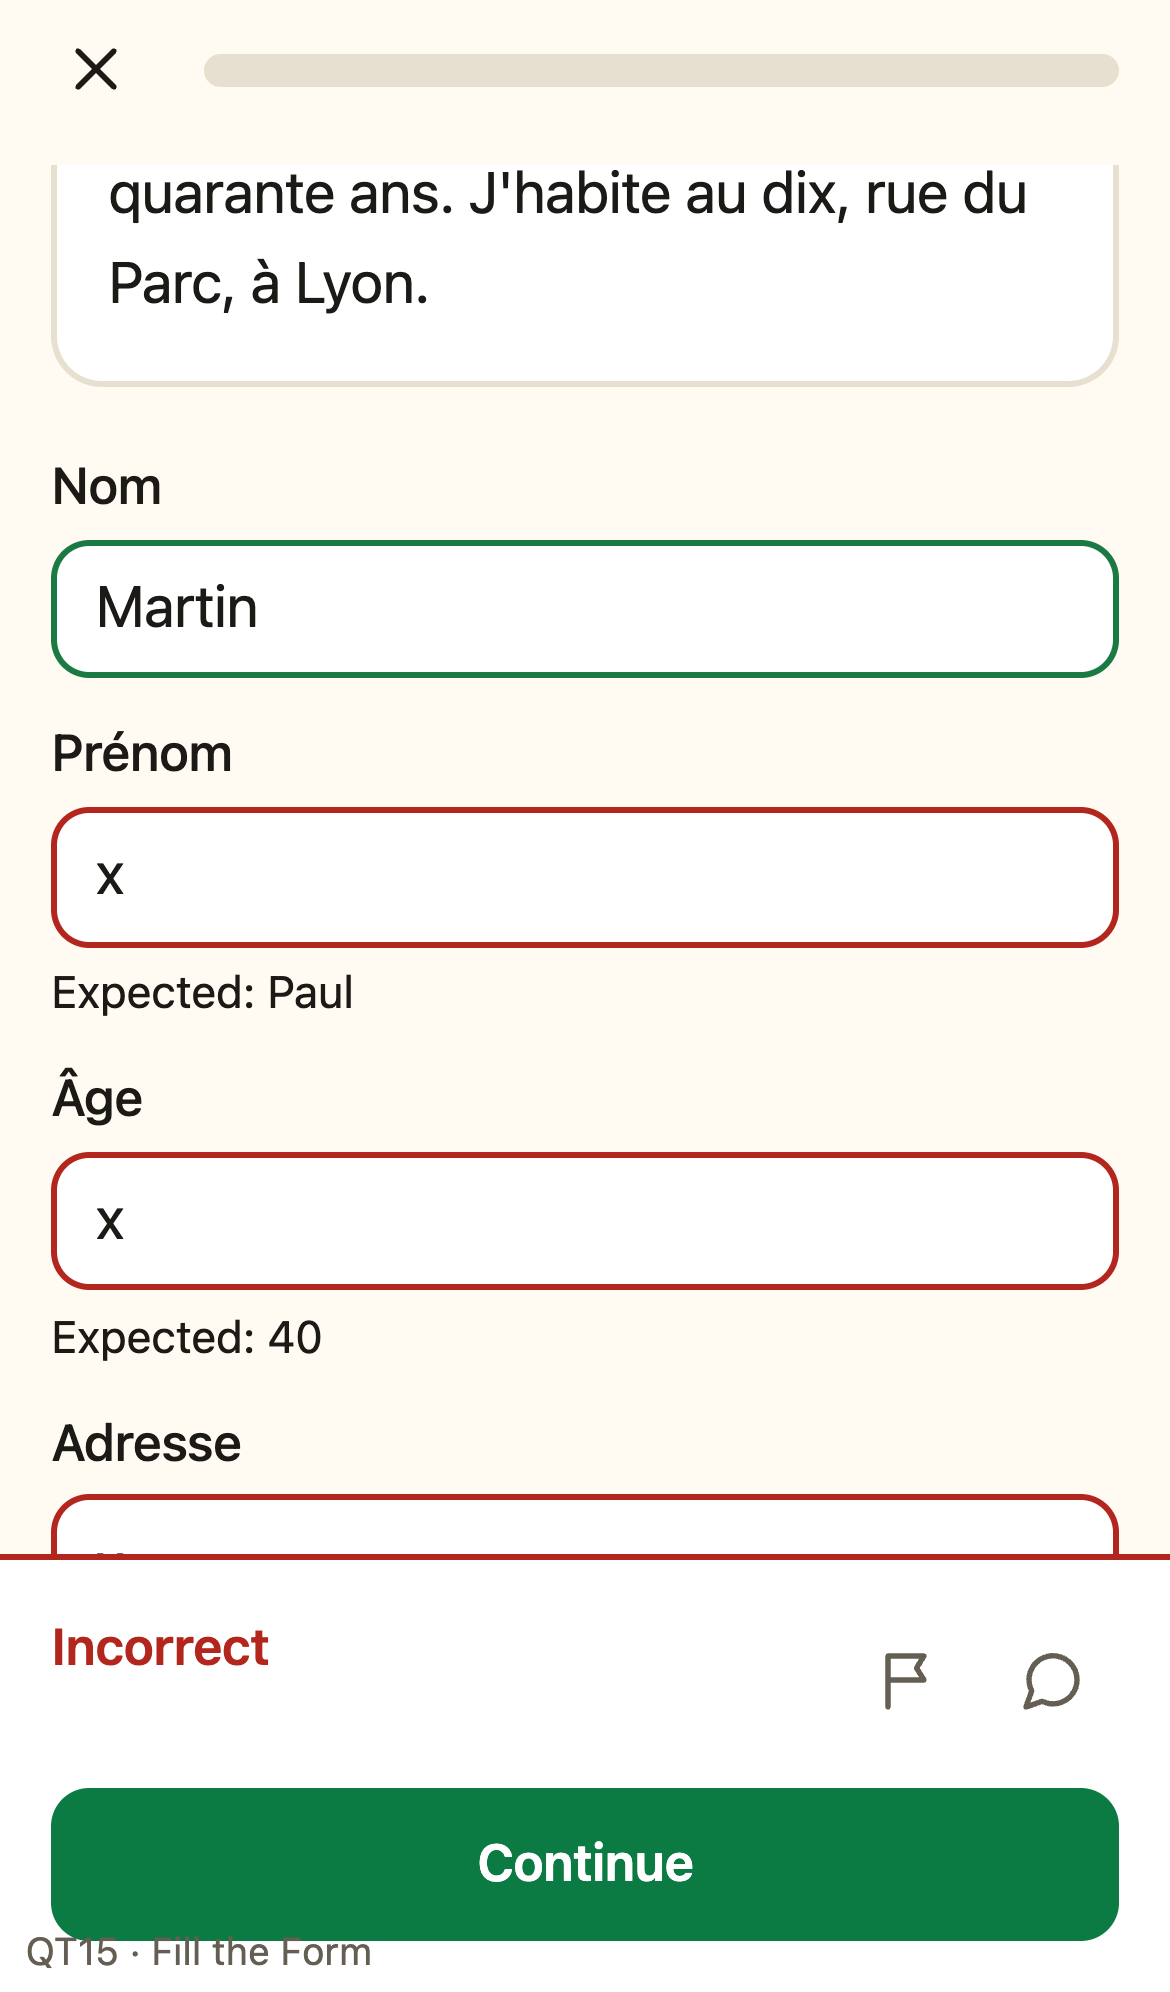 quarante ans. J'habite au dix, rue du
Parc, à Lyon.
Nom
Martin
Prénom
x
Expected: Paul
Âge
x
Expected: 40
Adresse
Incorrect
Continue
QT15 · Fill the Form